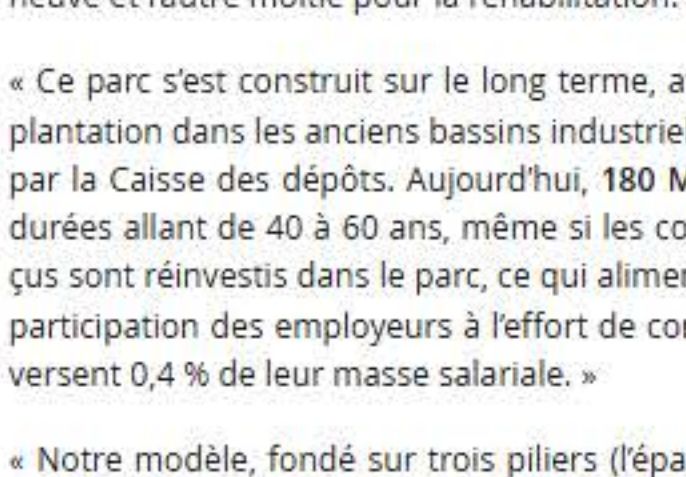 neuve et l'autre moitié pour la réhabilitation.
« Ce parc s'est construit sur le long terme, a
plantation dans les anciens bassins industrie
par la Caisse des dépôts. Aujourd'hui, 180 M
durées allant de 40 à 60 ans, même si les co
çus sont réinvestis dans le parc, ce qui alimen
participation des employeurs à l'effort de con
versent 0,4 % de leur masse salariale. »
« Notre modèle, fondé sur trois piliers (l'épa